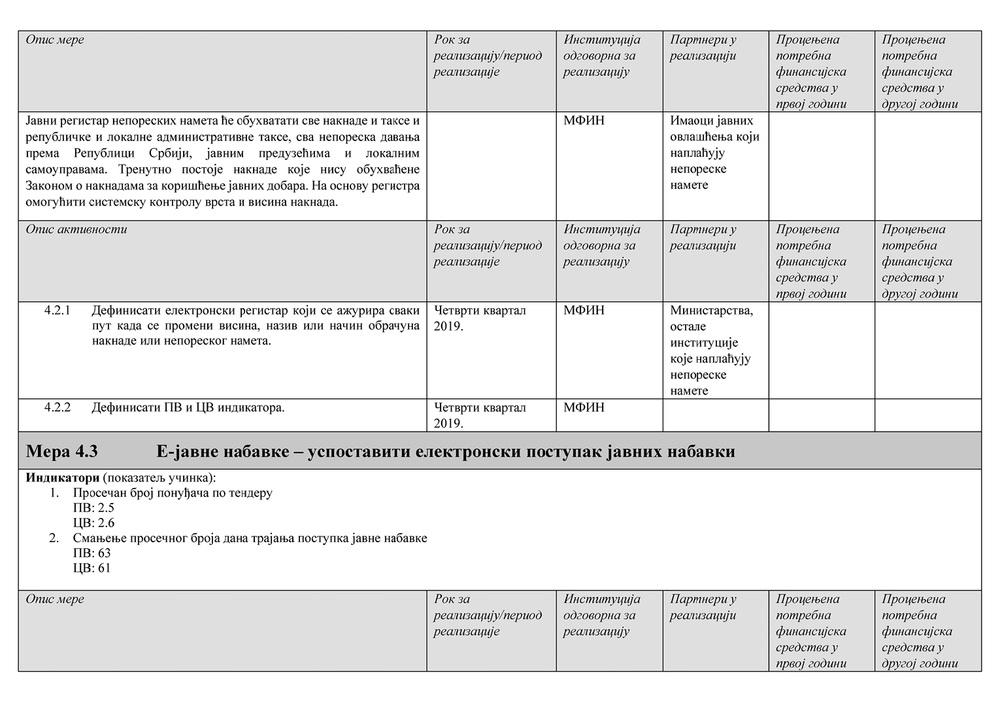 Опис мере
Рок за
реализацију/период
реализације
Институција
одговорна за
реализацију
Партнери у
реализацији
Процењена
потребна
финансијска
средства у
првој години
Процењена
потребна
финансијска
средства у
другој години
Јавни регистар непореских намета ће обухватати све накнаде и таксе и
републичке и локалне административне таксе, сва непореска давања
према Републици Србији, јавним предузећима и локалним
самоуправама. Тренутно постоје накнаде које нису обухваћене
Законом о накнадама за коришћење јавних добара. На основу регистра
омогућити системску контролу врста и висина накнада.
МФИН
Имаоци јавних
овлашћења који
наплаћују
непореске
намете
Опис активности
Рок за
реализацију/период
реализације
Институција
одговорна за
реализацију
Партнери у
реализацији
Процењена
потребна
финансијска
средства у
првој години
Процењена
потребна
финансијска
средства у
другој години
4.2.1 Дефинисати електронски регистар који се ажурира сваки
пут када се промени висина, назив или начин обрачуна
накнаде или непореског намета.
Четврти квартал
2019.
МФИН
Министарства,
остале
институције
које наплаћују
непореске
намете
4.2.2 Дефинисати ПВ и ЦВ индикатора.
Четврти квартал
2019.
МФИН
Мера 4.3 Е-јавне набавке – успоставити електронски поступак јавних набавки
Индикатори (показатељ учинка):
1. Просечан број понуђача по тендеру
ПВ: 2.5
ЦВ: 2.6
2. Смањење просечног броја дана трајања поступка јавне набавке
ПВ: 63
ЦВ: 61
Опис мере
Рок за
реализацију/период
реализације
Институција
одговорна за
реализацију
Партнери у
реализацији
Процењена
потребна
финансијска
средства у
првој години
Процењена
потребна
финансијска
средства у
другој години